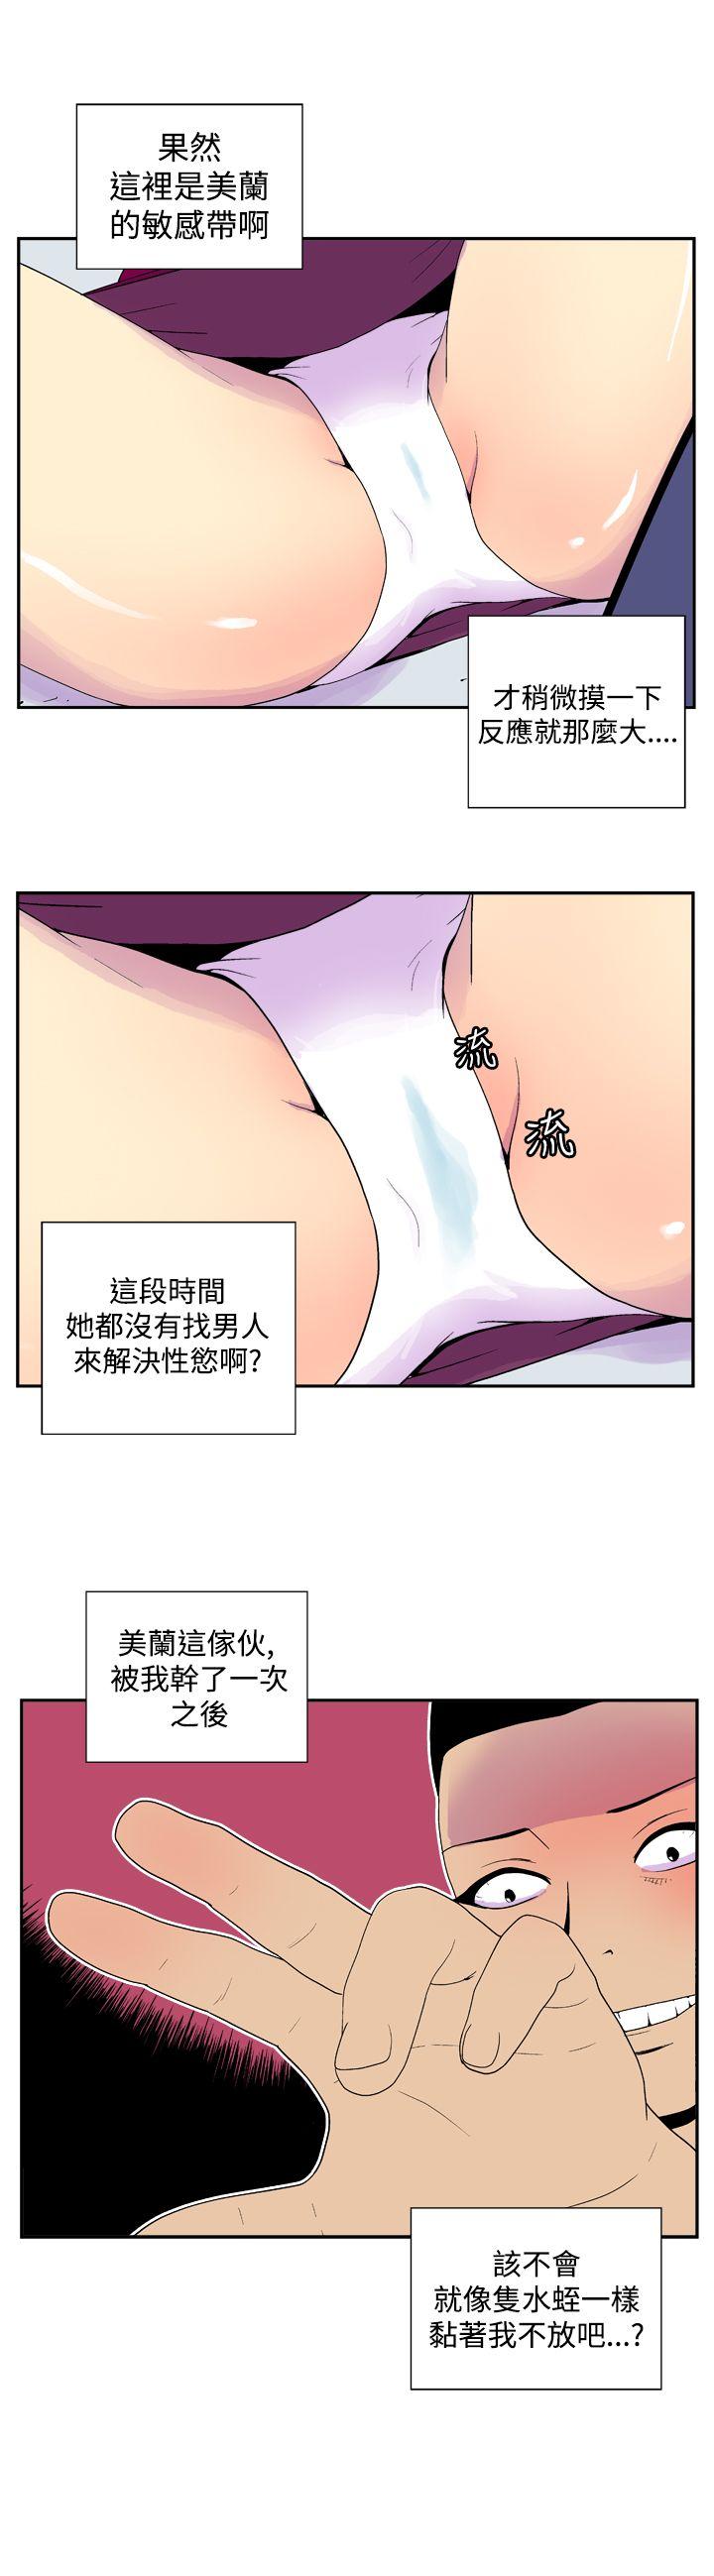 果然
這裡是美蘭
的敏感帶啊
才稍微摸一下
反應就那麼大....
流
流
這段時間
她都沒有找男人
來解決性慾啊?
美蘭這傢伙,
被我幹了一次
之後
該不會
就像隻水蛭一樣
黏著我不放吧...?